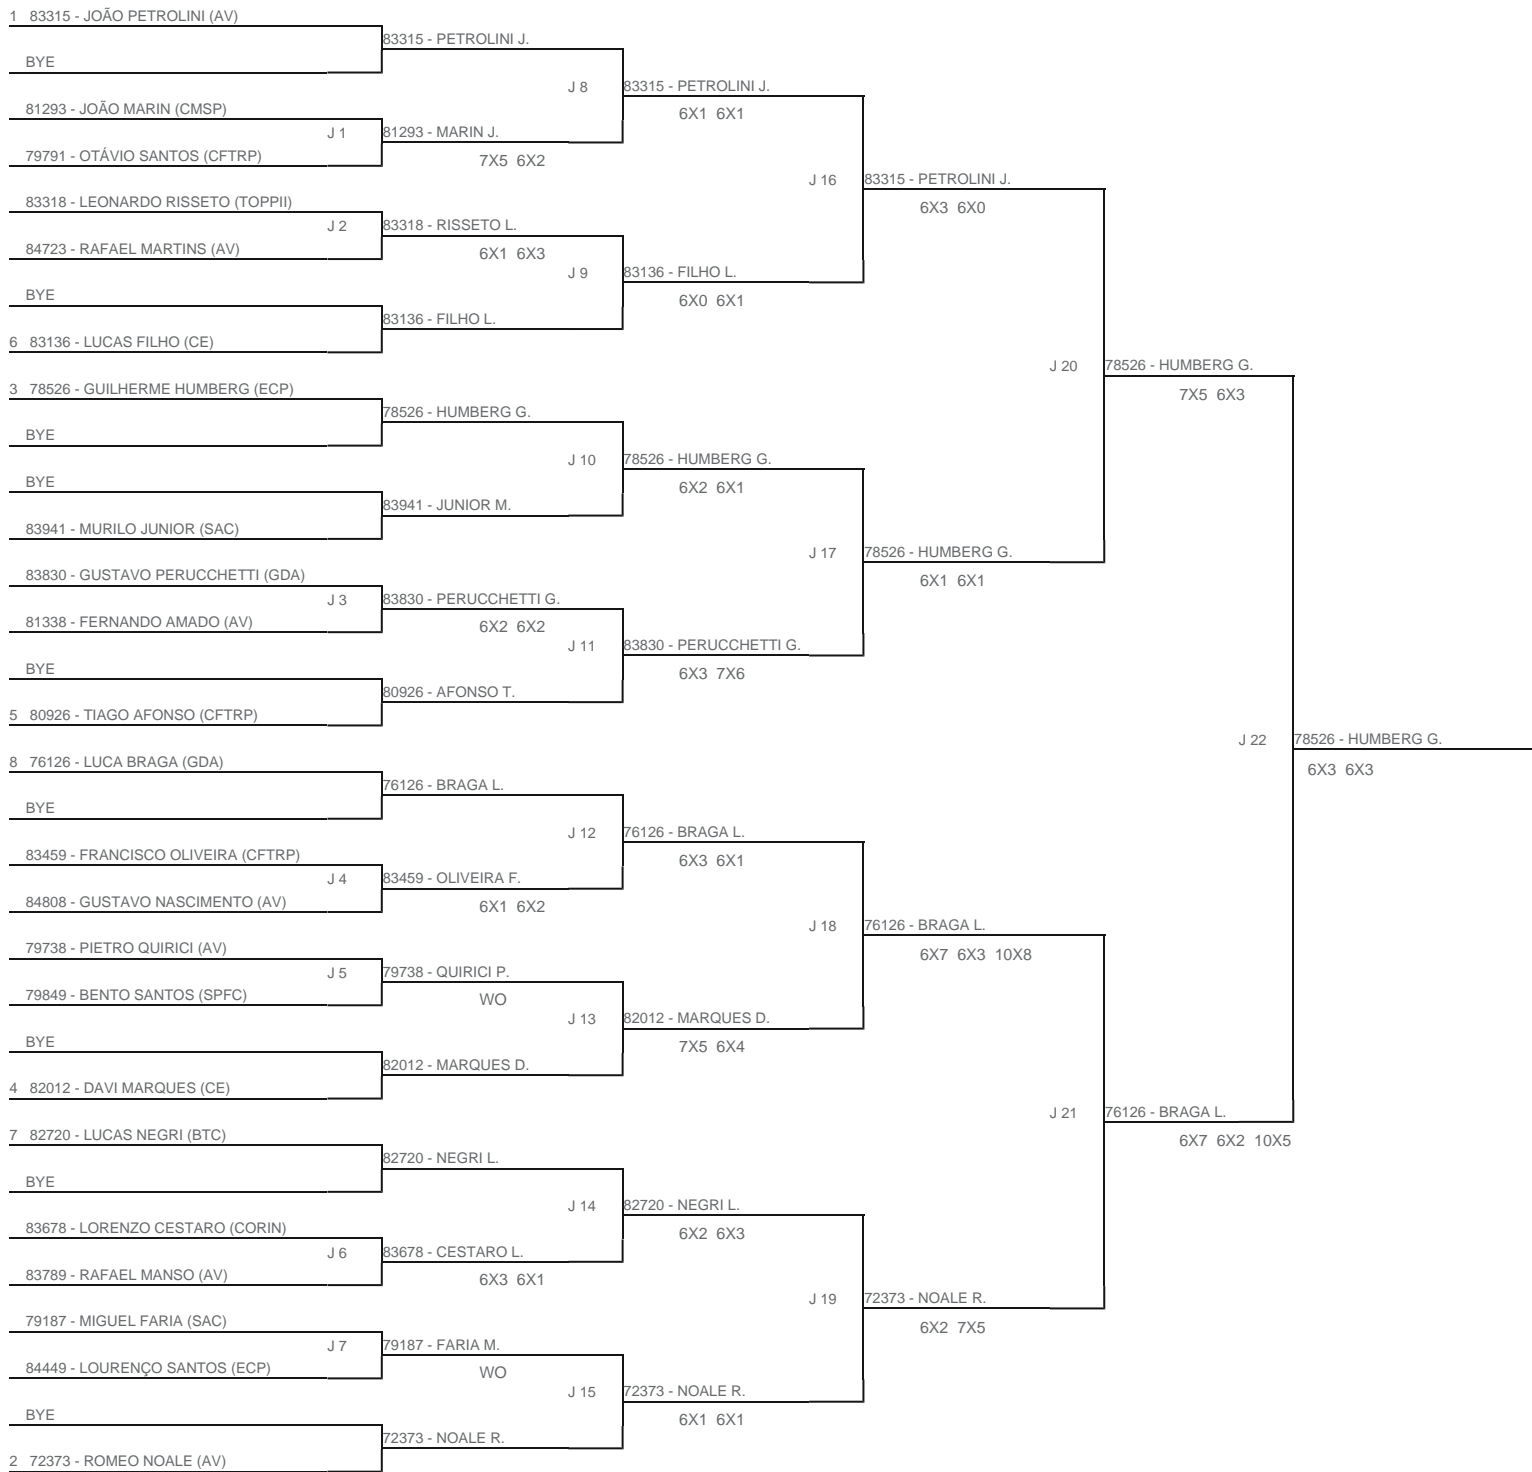 1 83315 - JOÃO PETROLINI (AV)
83315 - PETROLINI J.
BYE
J 8
83315 - PETROLINI J.
6X1 6X1
81293 - JOÃO MARIN (CMSP)
J 1
81293 - MARIN J.
7X5 6X2
79791 - OTÁVIO SANTOS (CFTRP)
J 16
83315 - PETROLINI J.
6X3 6X0
83318 - LEONARDO RISSETO (TOPPII)
J 2
83318 - RISSETO L.
6X1 6X3
84723 - RAFAEL MARTINS (AV)
J 9
83136 - FILHO L.
6X0 6X1
BYE
83136 - FILHO L.
6 83136 - LUCAS FILHO (CE)
J 20
78526 - HUMBERG G.
7X5 6X3
3 78526 - GUILHERME HUMBERG (ECP)
78526 - HUMBERG G.
BYE
J 10
78526 - HUMBERG G.
6X2 6X1
BYE
83941 - JUNIOR M.
83941 - MURILO JUNIOR (SAC)
J 17
78526 - HUMBERG G.
6X1 6X1
83830 - GUSTAVO PERUCCHETTI (GDA)
J 3
83830 - PERUCCHETTI G.
6X2 6X2
81338 - FERNANDO AMADO (AV)
J 11
83830 - PERUCCHETTI G.
6X3 7X6
BYE
80926 - AFONSO T.
5 80926 - TIAGO AFONSO (CFTRP)
J 22
78526 - HUMBERG G.
6X3 6X3
8 76126 - LUCA BRAGA (GDA)
76126 - BRAGA L.
BYE
J 12
76126 - BRAGA L.
6X3 6X1
83459 - FRANCISCO OLIVEIRA (CFTRP)
J 4
83459 - OLIVEIRA F.
6X1 6X2
84808 - GUSTAVO NASCIMENTO (AV)
J 18
76126 - BRAGA L.
6X7 6X3 10X8
79738 - PIETRO QUIRICI (AV)
J 5
79738 - QUIRICI P.
WO
79849 - BENTO SANTOS (SPFC)
J 13
82012 - MARQUES D.
7X5 6X4
BYE
82012 - MARQUES D.
4 82012 - DAVI MARQUES (CE)
J 21
76126 - BRAGA L.
6X7 6X2 10X5
7 82720 - LUCAS NEGRI (BTC)
82720 - NEGRI L.
BYE
J 14
82720 - NEGRI L.
6X2 6X3
83678 - LORENZO CESTARO (CORIN)
J 6
83678 - CESTARO L.
6X3 6X1
83789 - RAFAEL MANSO (AV)
J 19
72373 - NOALE R.
6X2 7X5
79187 - MIGUEL FARIA (SAC)
J 7
79187 - FARIA M.
WO
84449 - LOURENÇO SANTOS (ECP)
J 15
72373 - NOALE R.
6X1 6X1
BYE
72373 - NOALE R.
2 72373 - ROMEO NOALE (AV)